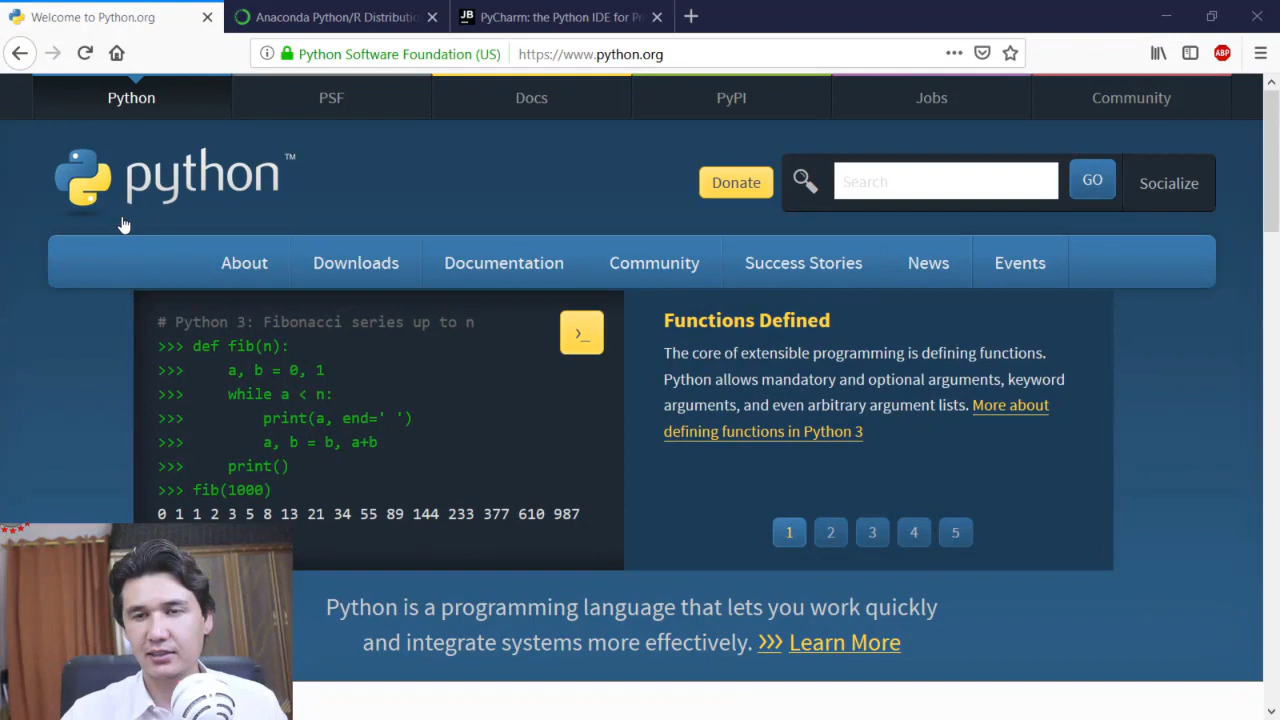 Welcome to Python.org
Anaconda Python/R Distributi
PyCharm: the Python IDE for Pr
Python Software Foundation (US)
https://www.python.org
ABP
Python
PSF
Docs
PyPI
Jobs
Community
python™
Donate
Search
GO
Socialize
About
Downloads
Documentation
Community
Success Stories
News
Events
# Python 3: Fibonacci series up to n
>>> def fib(n):
>>>     a, b = 0, 1
>>>     while a < n:
>>>         print(a, end=' ')
>>>         a, b = b, a+b
>>>     print()
>>> fib(1000)
0 1 1 2 3 5 8 13 21 34 55 89 144 233 377 610 987
>_
Functions Defined
The core of extensible programming is defining functions.
Python allows mandatory and optional arguments, keyword
arguments, and even arbitrary argument lists. More about
defining functions in Python 3
1 2 3 4 5
Python is a programming language that lets you work quickly
and integrate systems more effectively. >>> Learn More